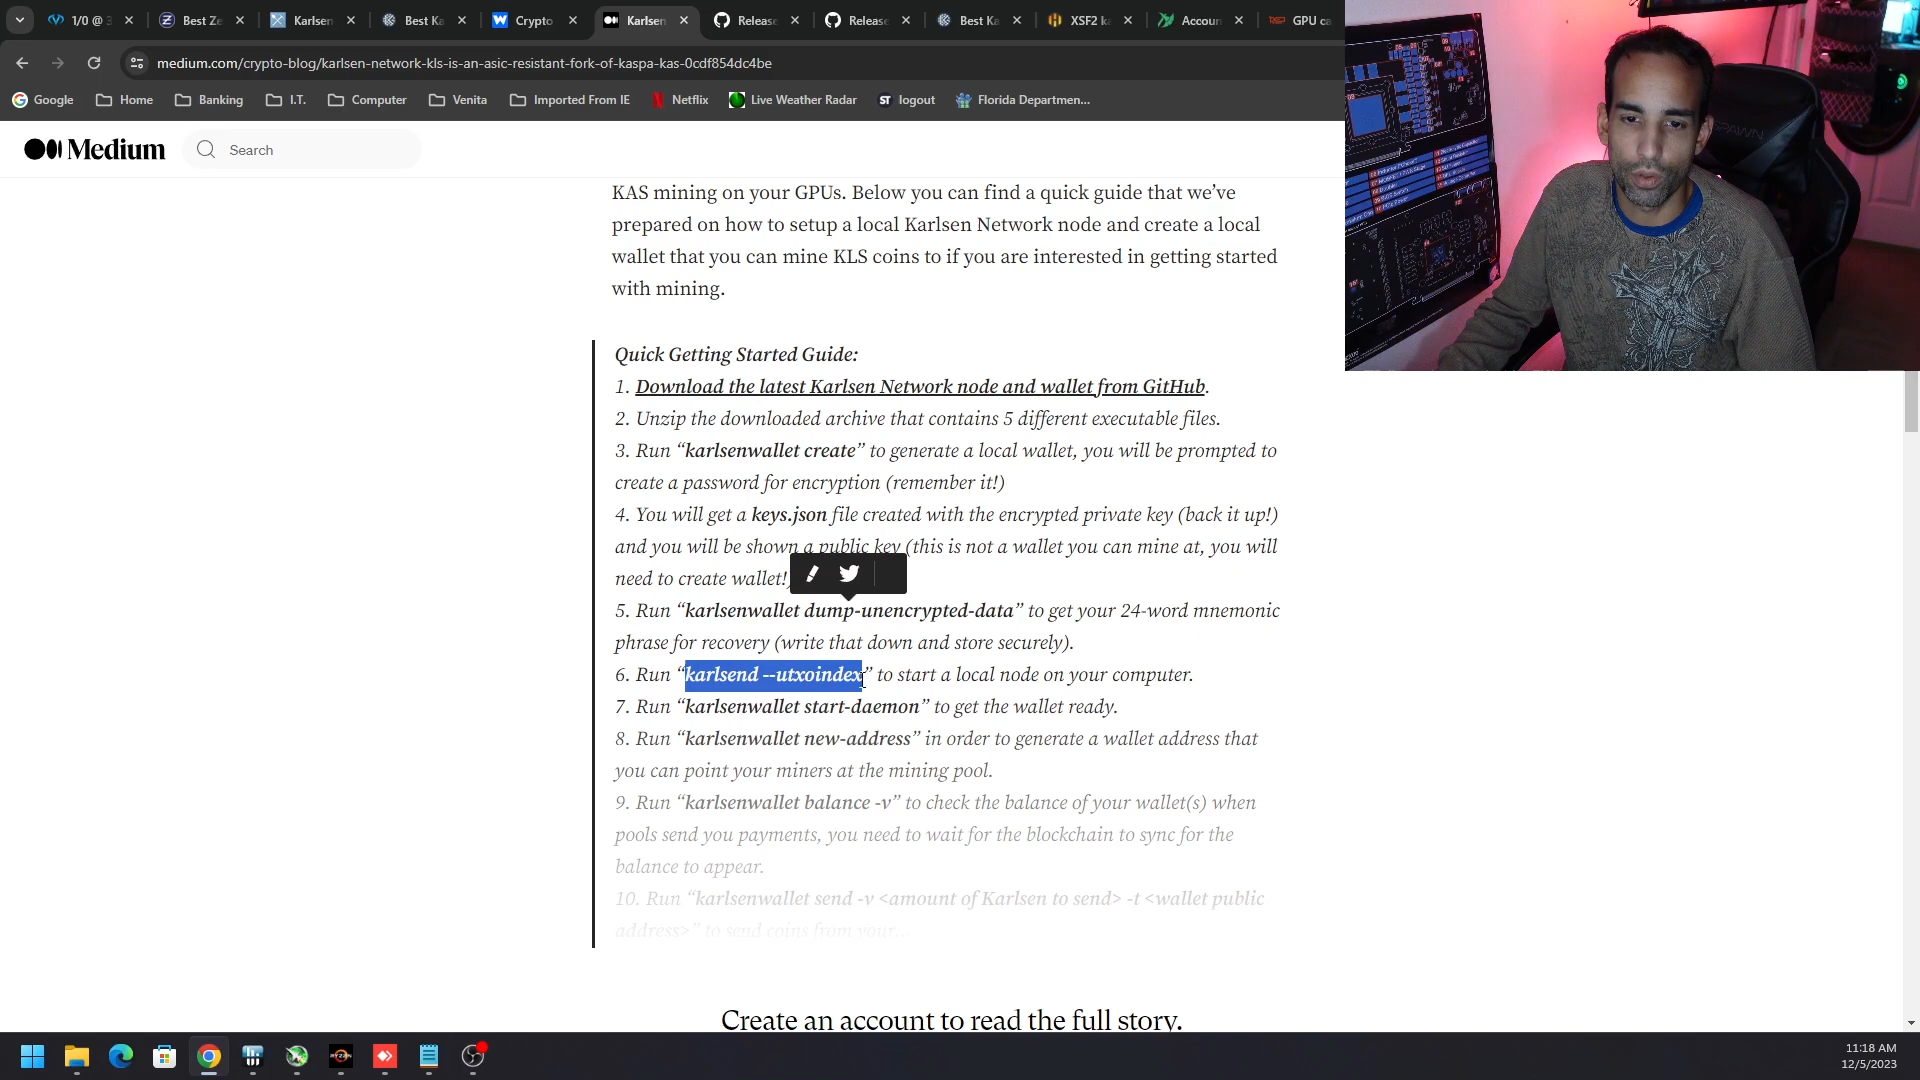 1/0 @
Best Ze
Karlsen
Best Ka
Crypto
Karlsen
Release
Release
Best Ka
XSF2 k
Accoun
GPU ca
medium.com/crypto-blog/karlsen-network-kls-is-an-asic-resistant-fork-of-kaspa-kas-0cdf854dc4be
Google
Home
Banking
I.T.
Computer
Venita
Imported From IE
Netflix
Live Weather Radar
ST logout
Florida Departmen...
Medium
Search
KAS mining on your GPUs. Below you can find a quick guide that we’ve
prepared on how to setup a local Karlsen Network node and create a local
wallet that you can mine KLS coins to if you are interested in getting started
with mining.
Quick Getting Started Guide:
1. Download the latest Karlsen Network node and wallet from GitHub.
2. Unzip the downloaded archive that contains 5 different executable files.
3. Run “karlsenwallet create” to generate a local wallet, you will be prompted to
create a password for encryption (remember it!)
4. You will get a keys.json file created with the encrypted private key (back it up!)
and you will be shown a public key (this is not a wallet you can mine at, you will
need to create wallet!
5. Run “karlsenwallet dump-unencrypted-data” to get your 24-word mnemonic
phrase for recovery (write that down and store securely).
6. Run “karlsend --utxoindex” to start a local node on your computer.
7. Run “karlsenwallet start-daemon” to get the wallet ready.
8. Run “karlsenwallet new-address” in order to generate a wallet address that
you can point your miners at the mining pool.
9. Run “karlsenwallet balance -v” to check the balance of your wallet(s) when
pools send you payments, you need to wait for the blockchain to sync for the
balance to appear.
10. Run “karlsenwallet send -v <amount of Karlsen to send> -t <wallet public
address>” to send coins from your...
Create an account to read the full story.
RYZEN
11:18 AM
12/5/2023